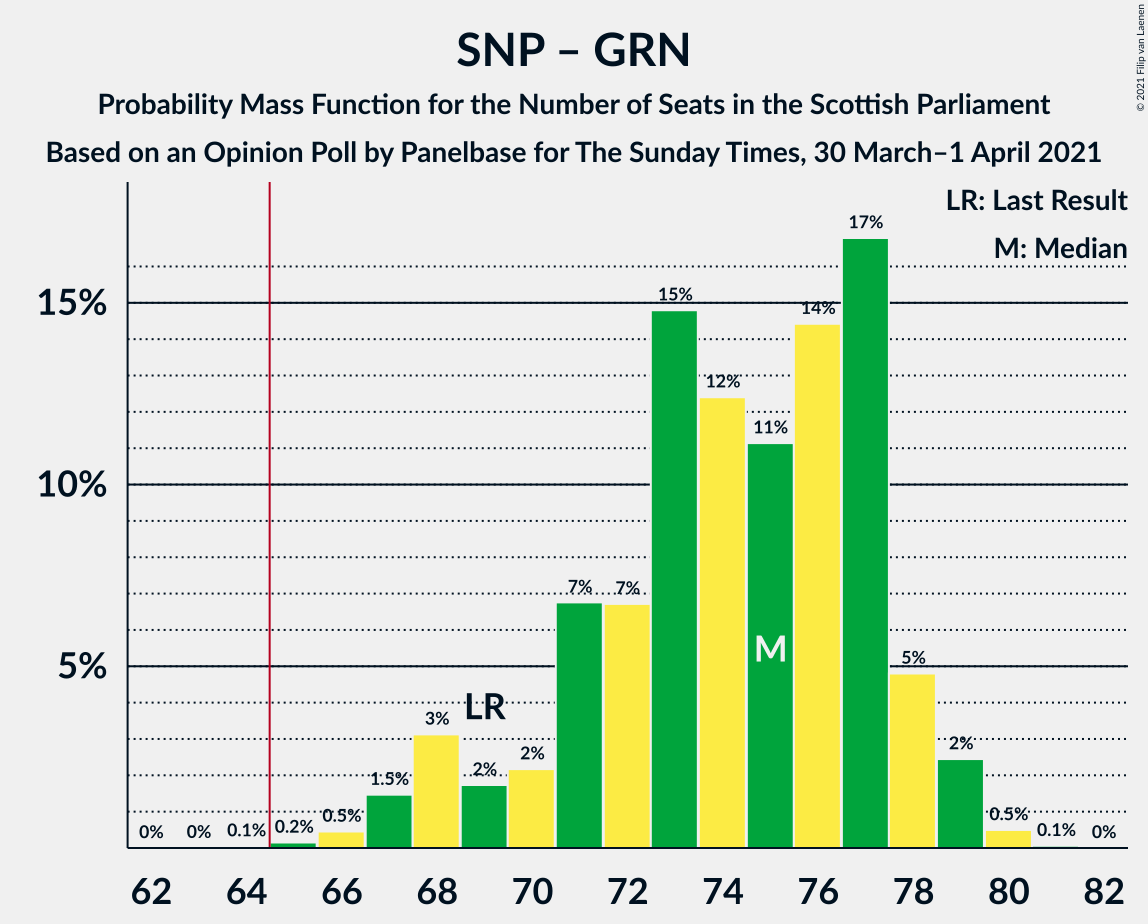 SNP – GRN
Probability Mass Function for the Number of Seats in the Scottish Parliament
Based on an Opinion Poll by Panelbase for The Sunday Times, 30 March–1 April 2021
© 2021 Filip van Laenen
LR: Last Result
M: Median
15%
10%
5%
0% 0% 0.1% 0.2% 0.5% 1.5% 3% 2% 2% 7% 7% 15% 12% 11% 14% 17% 5% 2% 0.5% 0.1% 0%
LR
M
62 64 66 68 70 72 74 76 78 80 82